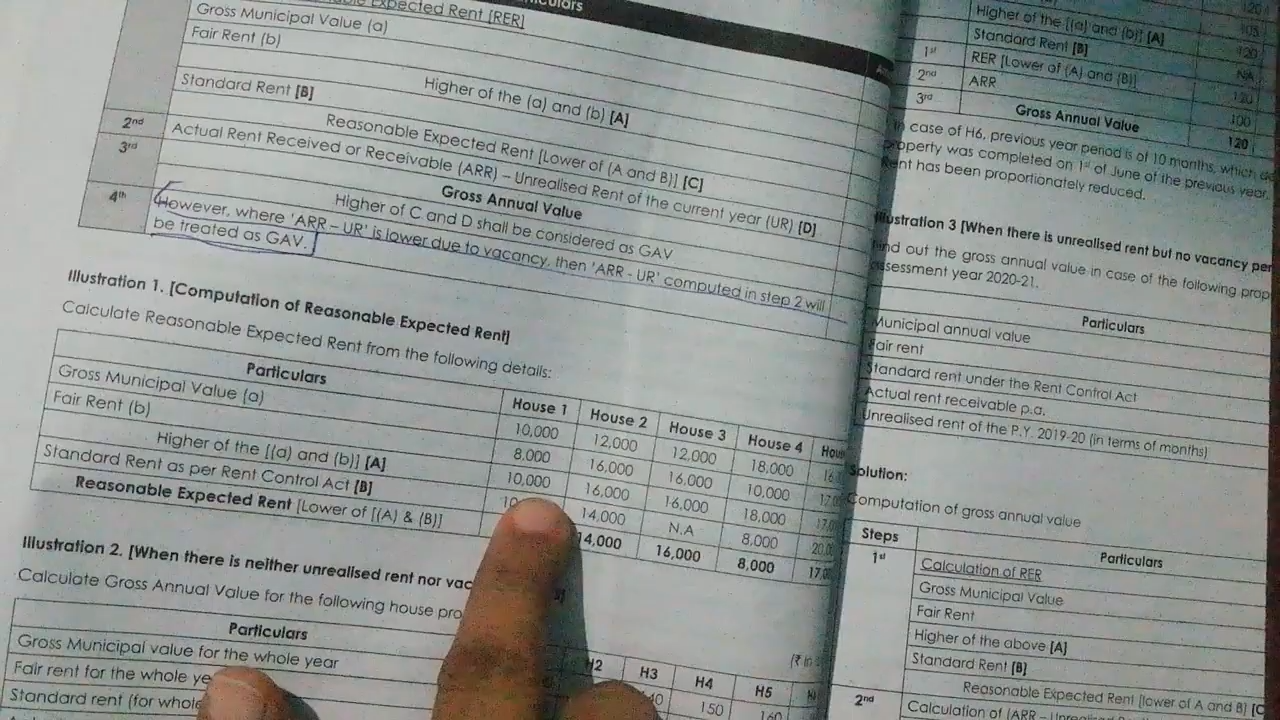 Expected Rent [RER]
Gross Municipal Value (a)
Fair Rent (b)
Higher of the (a) and (b) [A]
Standard Rent [B]
Reasonable Expected Rent [Lower of (A and B)] [C]
2nd Actual Rent Received or Receivable (ARR) – Unrealised Rent of the current year (UR) [D]
3rd Gross Annual Value
Higher of C and D shall be considered as GAV
4th However, where 'ARR – UR' is lower due to vacancy, then 'ARR - UR' computed in step 2 will
be treated as GAV.
Illustration 1. [Computation of Reasonable Expected Rent]
Calculate Reasonable Expected Rent from the following details:
Particulars House 1 House 2 House 3 House 4
Gross Municipal Value (a) 10,000 12,000 12,000 18,000
Fair Rent (b) 8,000 16,000 16,000 10,000
Higher of the [(a) and (b)] [A] 10,000 16,000 16,000 18,000
Standard Rent as per Rent Control Act [B] 14,000 N.A 8,000
Reasonable Expected Rent [Lower of [(A) & (B)] 14,000 16,000 8,000
Illustration 2. [When there is neither unrealised rent nor
Calculate Gross Annual Value for the following house
Particulars H2 H3 H4 H5
Gross Municipal value for the whole year 150 160
Fair rent for the whole
Standard rent (for
Higher of the [(a) and (b)] [A] 105
Standard Rent [B] 120
1st RER [Lower of (A) and (B)] N.A
2nd ARR 120
3rd 100
Gross Annual Value 120
case of H6, previous year period is of 10 months, which
property was completed on 1st of June of the previous year.
Rent has been proportionately reduced.
Illustration 3 [When there is unrealised rent but no vacancy
Find out the gross annual value in case of the following
assessment year 2020-21.
Particulars
Municipal annual value
Fair rent
Standard rent under the Rent Control Act
Actual rent receivable p.a.
Unrealised rent of the P.Y. 2019-20 (in terms of months)
Solution:
Computation of gross annual value
Steps Particulars
1st Calculation of RER
Gross Municipal Value
Fair Rent
Higher of the above [A]
Standard Rent [B]
Reasonable Expected Rent [lower of A and B] [C
2nd Calculation of (ARR –